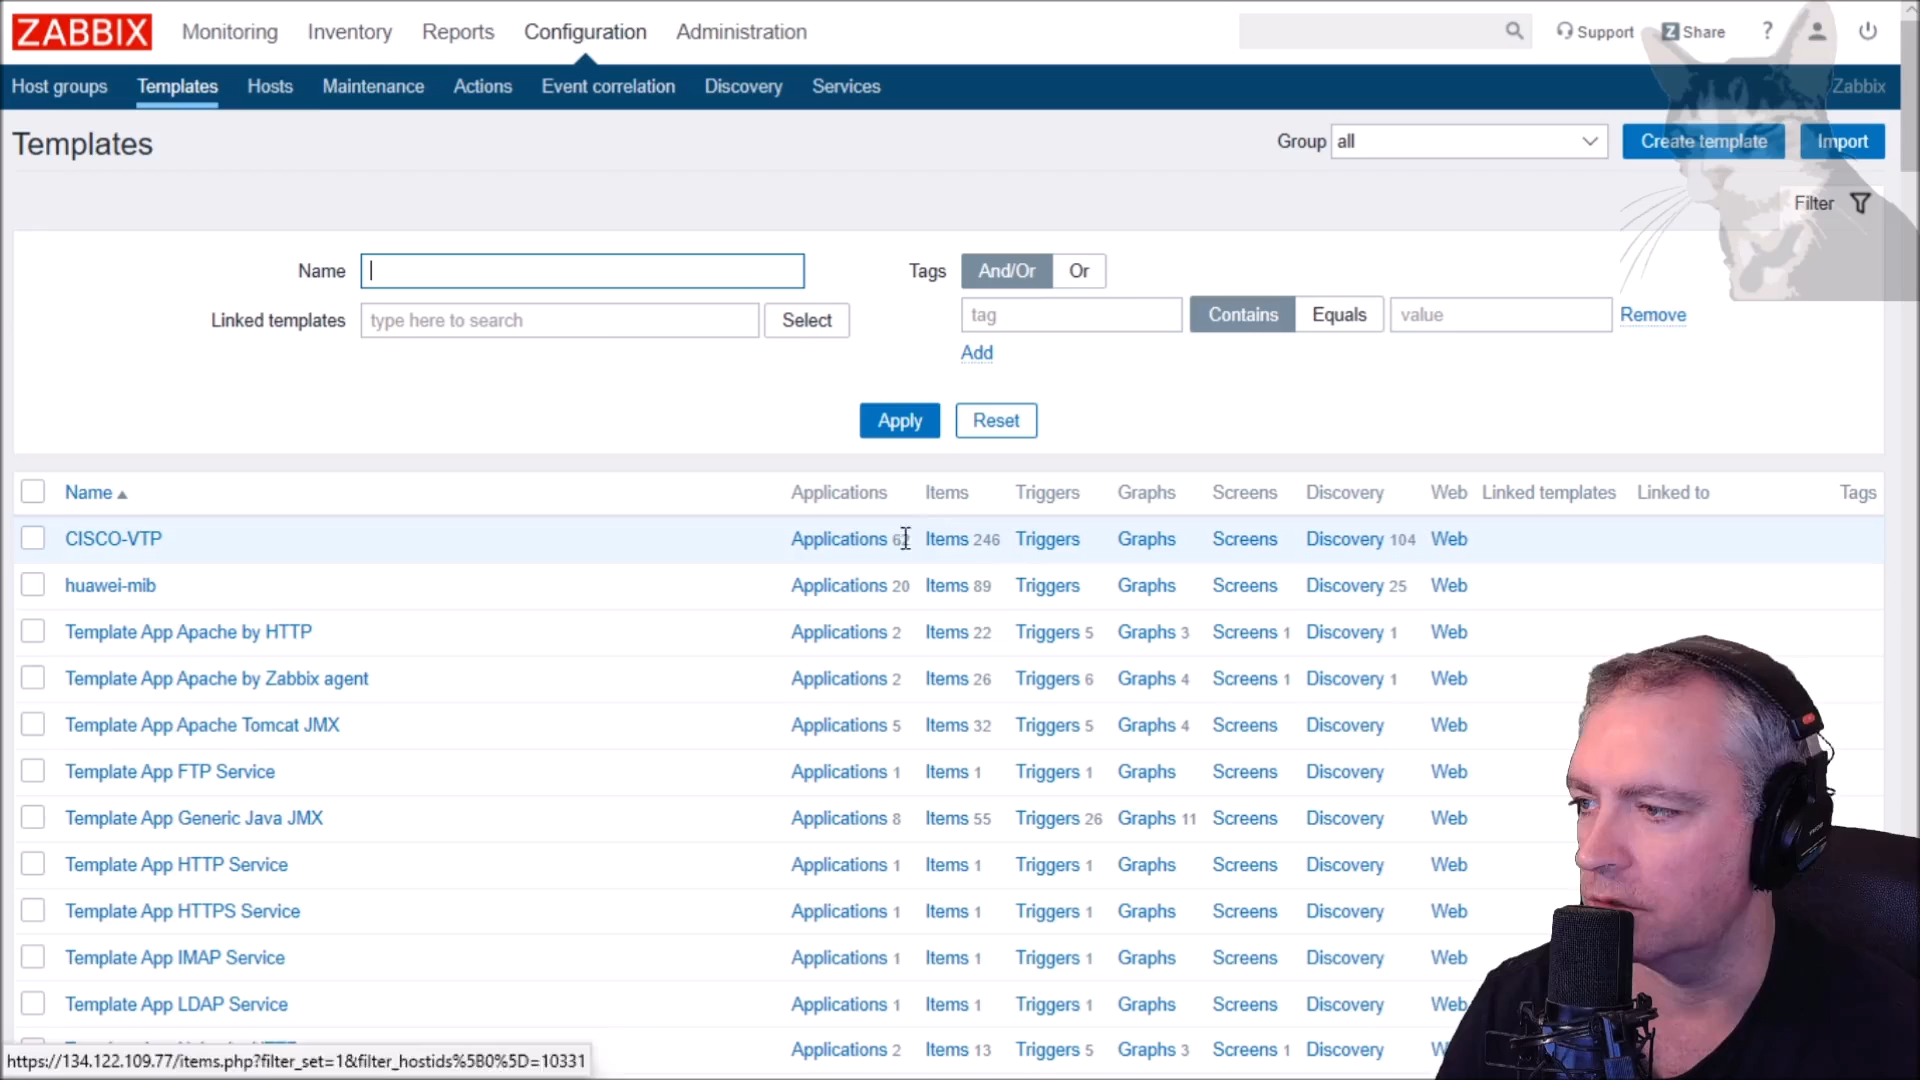 ZABBIX Monitoring Inventory Reports Configuration Administration Support Z Share ?
Host groups Templates Hosts Maintenance Actions Event correlation Discovery Services Zabbix
Templates Group all Create template Import
Filter
Name Tags And/Or Or
Linked templates type here to search Select tag Contains Equals value Remove
Add
Apply Reset
Name Applications Items Triggers Graphs Screens Discovery Web Linked templates Linked to Tags
CISCO-VTP Applications 62 Items 246 Triggers Graphs Screens Discovery 104 Web
huawei-mib Applications 20 Items 89 Triggers Graphs Screens Discovery 25 Web
Template App Apache by HTTP Applications 2 Items 22 Triggers 5 Graphs 3 Screens 1 Discovery 1 Web
Template App Apache by Zabbix agent Applications 2 Items 26 Triggers 6 Graphs 4 Screens 1 Discovery 1 Web
Template App Apache Tomcat JMX Applications 5 Items 32 Triggers 5 Graphs 4 Screens Discovery Web
Template App FTP Service Applications 1 Items 1 Triggers 1 Graphs Screens Discovery Web
Template App Generic Java JMX Applications 8 Items 55 Triggers 26 Graphs 11 Screens Discovery Web
Template App HTTP Service Applications 1 Items 1 Triggers 1 Graphs Screens Discovery Web
Template App HTTPS Service Applications 1 Items 1 Triggers 1 Graphs Screens Discovery Web
Template App IMAP Service Applications 1 Items 1 Triggers 1 Graphs Screens Discovery Web
Template App LDAP Service Applications 1 Items 1 Triggers 1 Graphs Screens Discovery Web
Applications 2 Items 13 Triggers 5 Graphs 3 Screens 1 Discovery
https://134.122.109.77/items.php?filter_set=1&filter_hostids%5B0%5D=10331